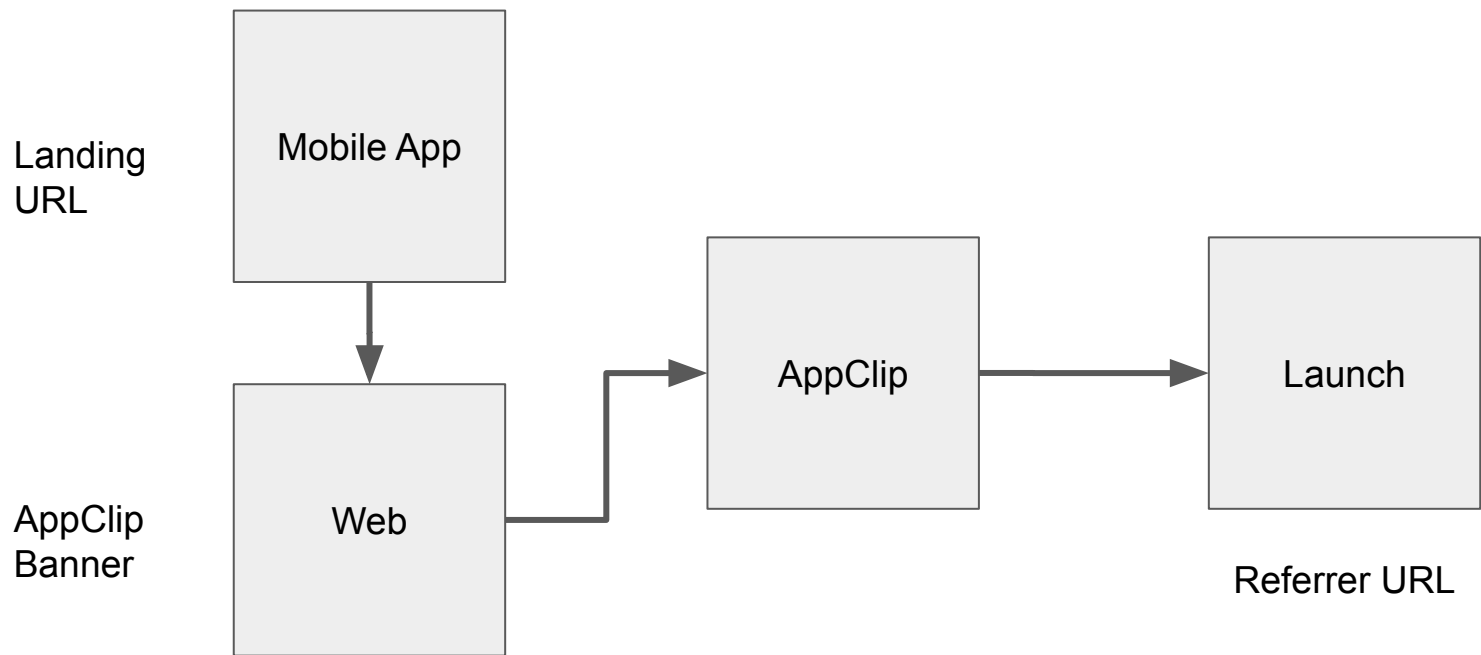 Landing
URL
Mobile App
AppClip
Launch
AppClip
Banner
Web
Referrer URL